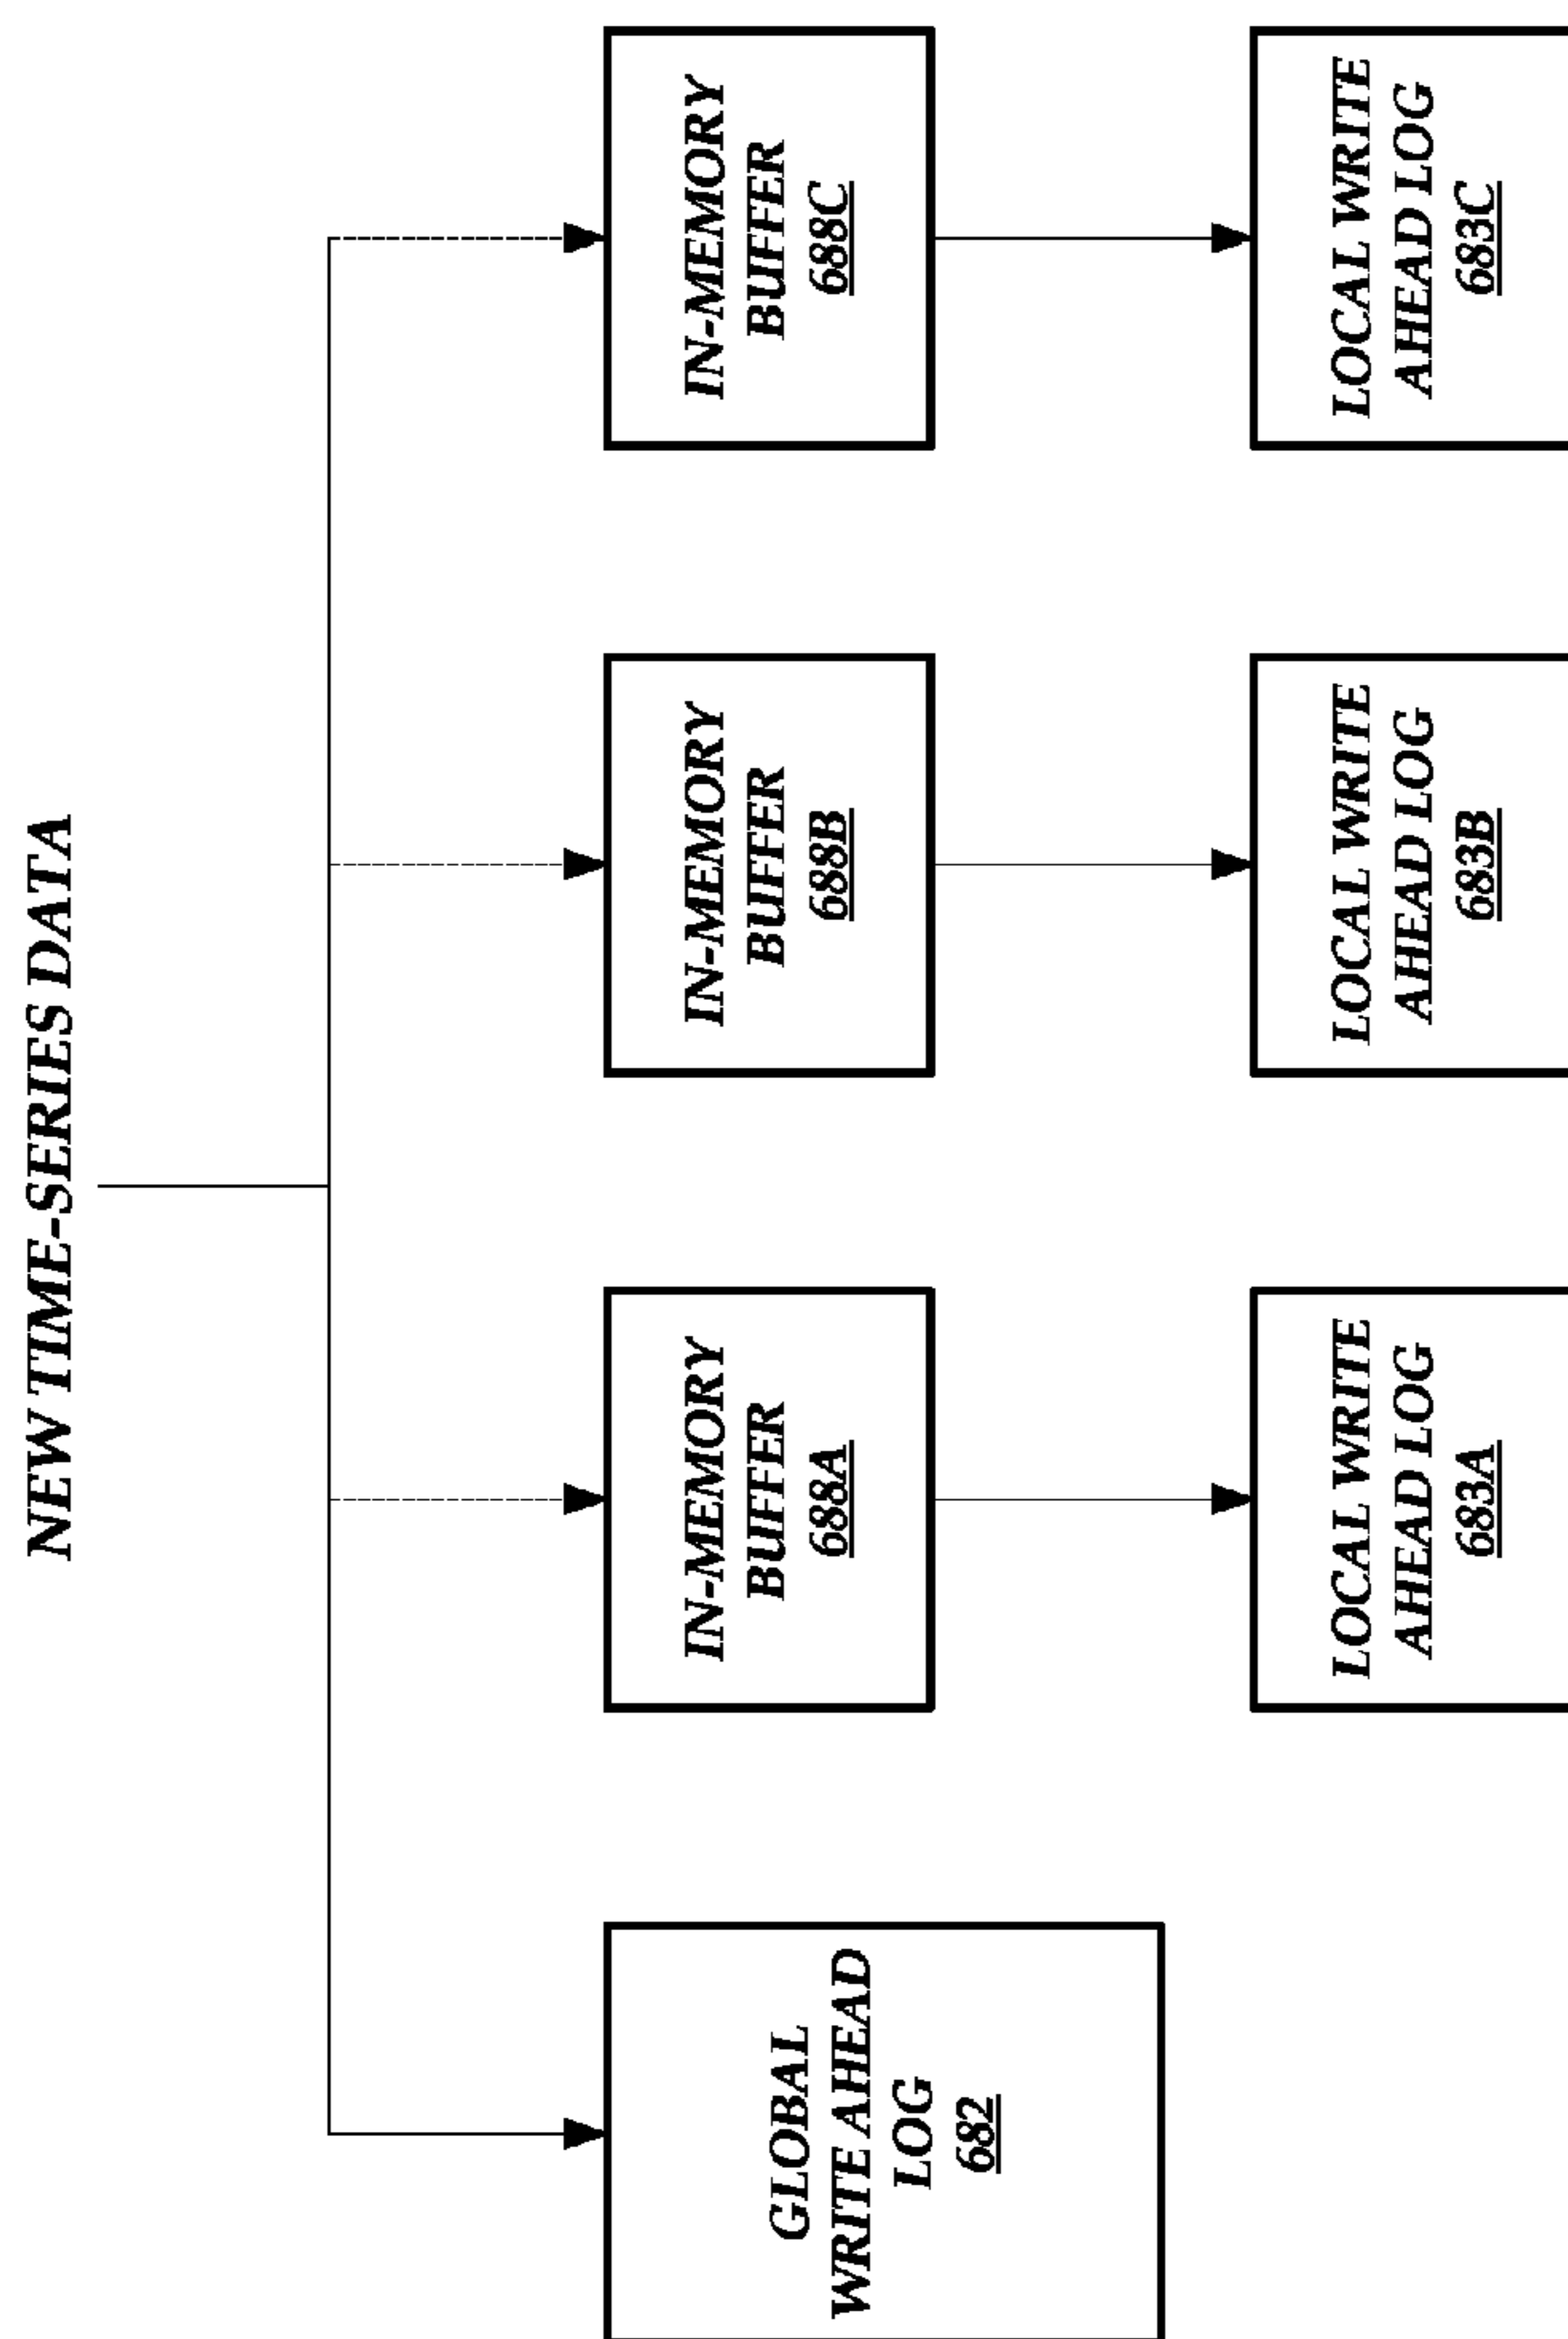 NEW TIME-SERIES DATA
GLOBAL
WRITE AHEAD
LOG
682
IN-MEMORY
BUFFER
688A
IN-MEMORY
BUFFER
688B
IN-MEMORY
BUFFER
688C
LOCAL WRITE
AHEAD LOG
683A
LOCAL WRITE
AHEAD LOG
683B
LOCAL WRITE
AHEAD LOG
683C